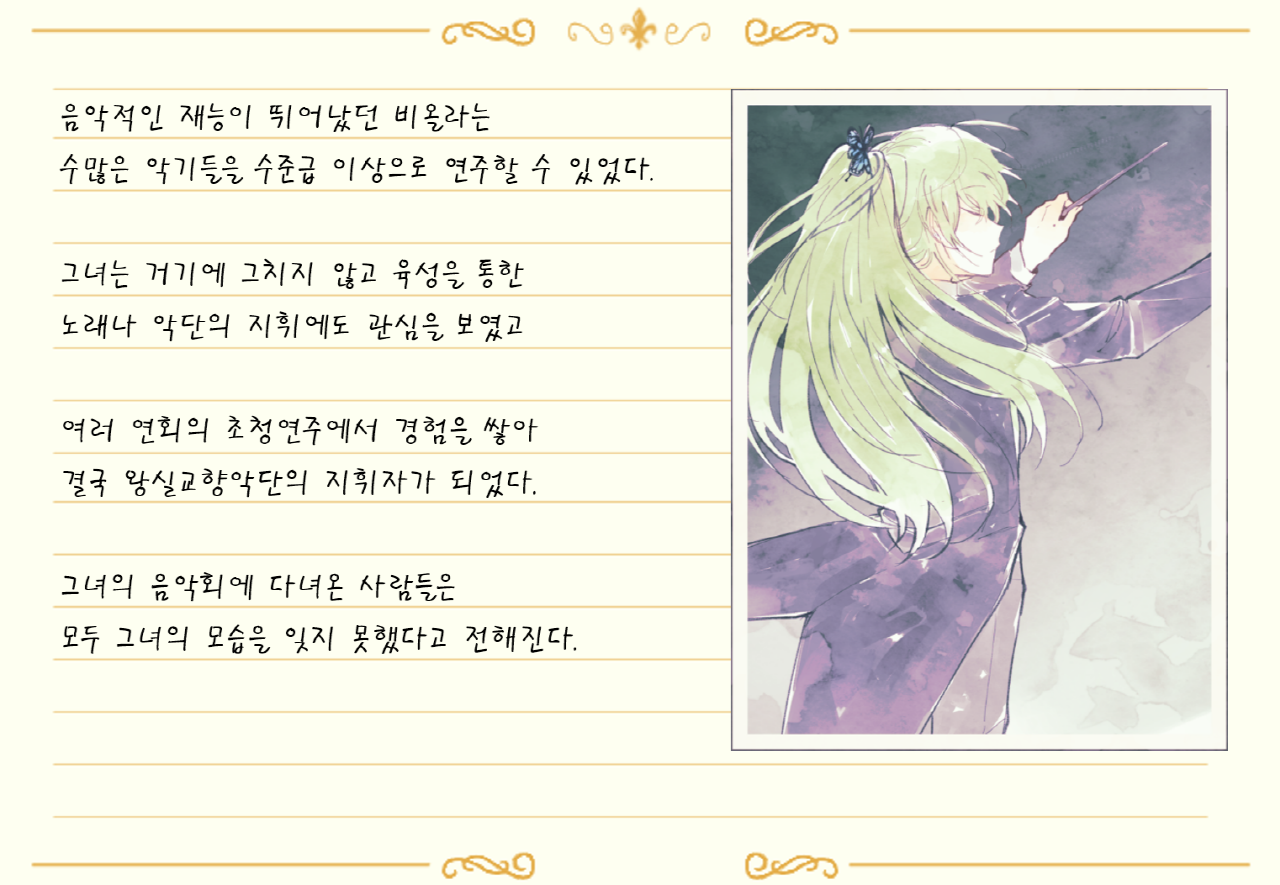 음악적인 재능이 뛰어났던 비올라는
수많은 악기들을 수준급 이상으로 연주할 수 있었다.
그녀는 거기에 그치지 않고 육성을 통한
노래나 악단의 지휘에도 관심을 보였고
여러 연회의 초청연주에서 경험을 쌓아
결국 왕실교향악단의 지휘자가 되었다.
그녀의 음악회에 다녀온 사람들은
모두 그녀의 모습을 잊지 못했다고 전해진다.